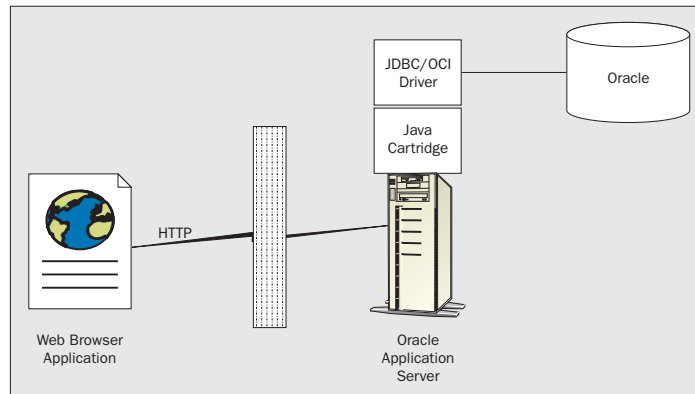 JDBC/OCI
Driver
Oracle
Java
Cartridge
HTTP
Web Browser
Application
Oracle
Application
Server